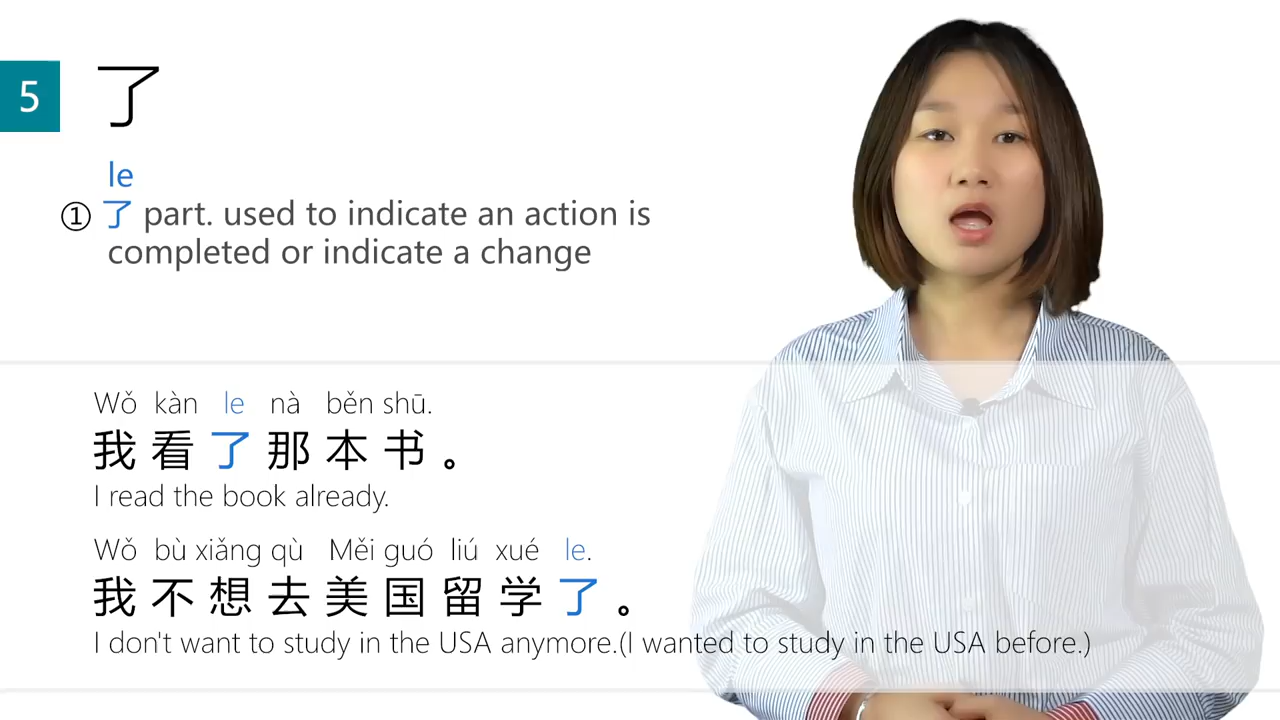 5
了
le
① 了 part. used to indicate an action is
completed or indicate a change
Wǒ kàn le nà běn shū.
我看了那本书。
I read the book already.
Wǒ bù xiǎng qù Měi guó liú xué le.
我不想去美国留学了。
I don't want to study in the USA anymore.(I wanted to study in the USA before.)